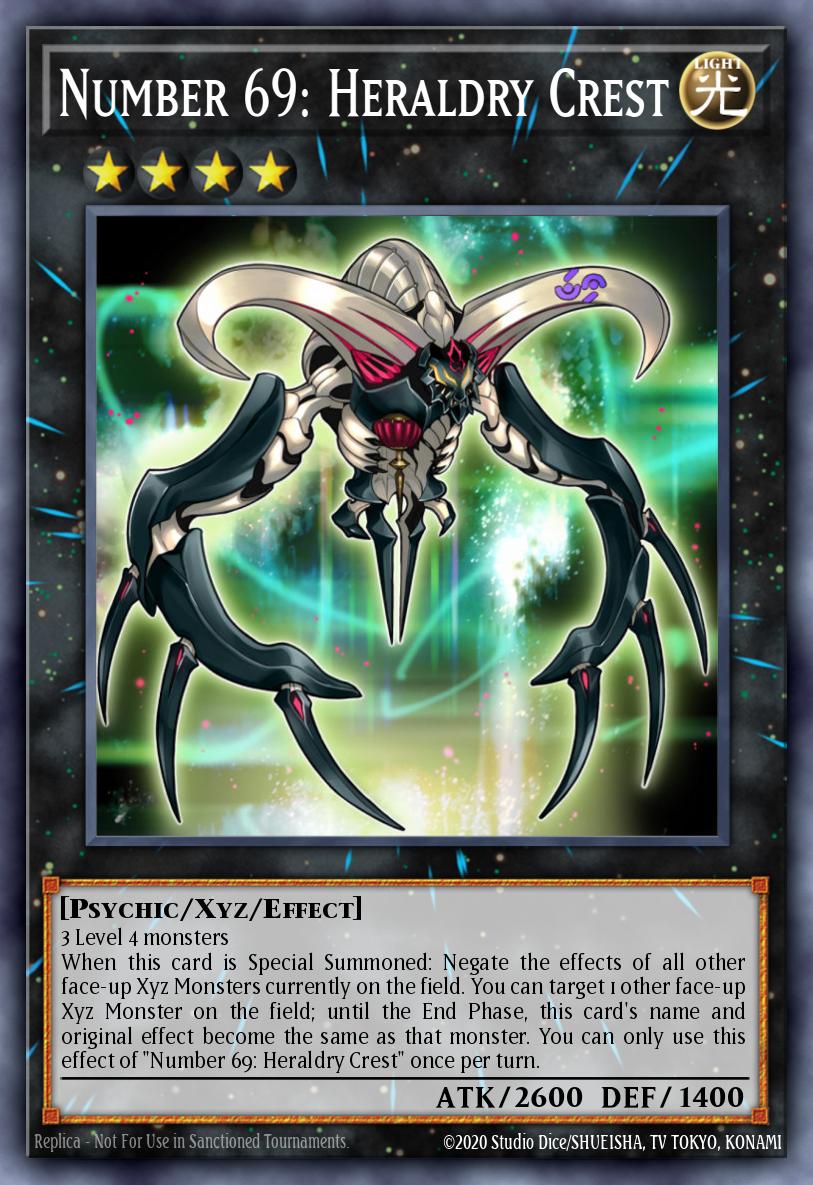 Number 69: Heraldry Crest
LIGHT
光
69
[Psychic/Xyz/Effect]
3 Level 4 monsters
When this card is Special Summoned: Negate the effects of all other
face-up Xyz Monsters currently on the field. You can target 1 other face-up
Xyz Monster on the field; until the End Phase, this card's name and
original effect become the same as that monster. You can only use this
effect of "Number 69: Heraldry Crest" once per turn.
ATK/2600 DEF/1400
Replica - Not For Use in Sanctioned Tournaments.
©2020 Studio Dice/SHUEISHA, TV TOKYO, KONAMI